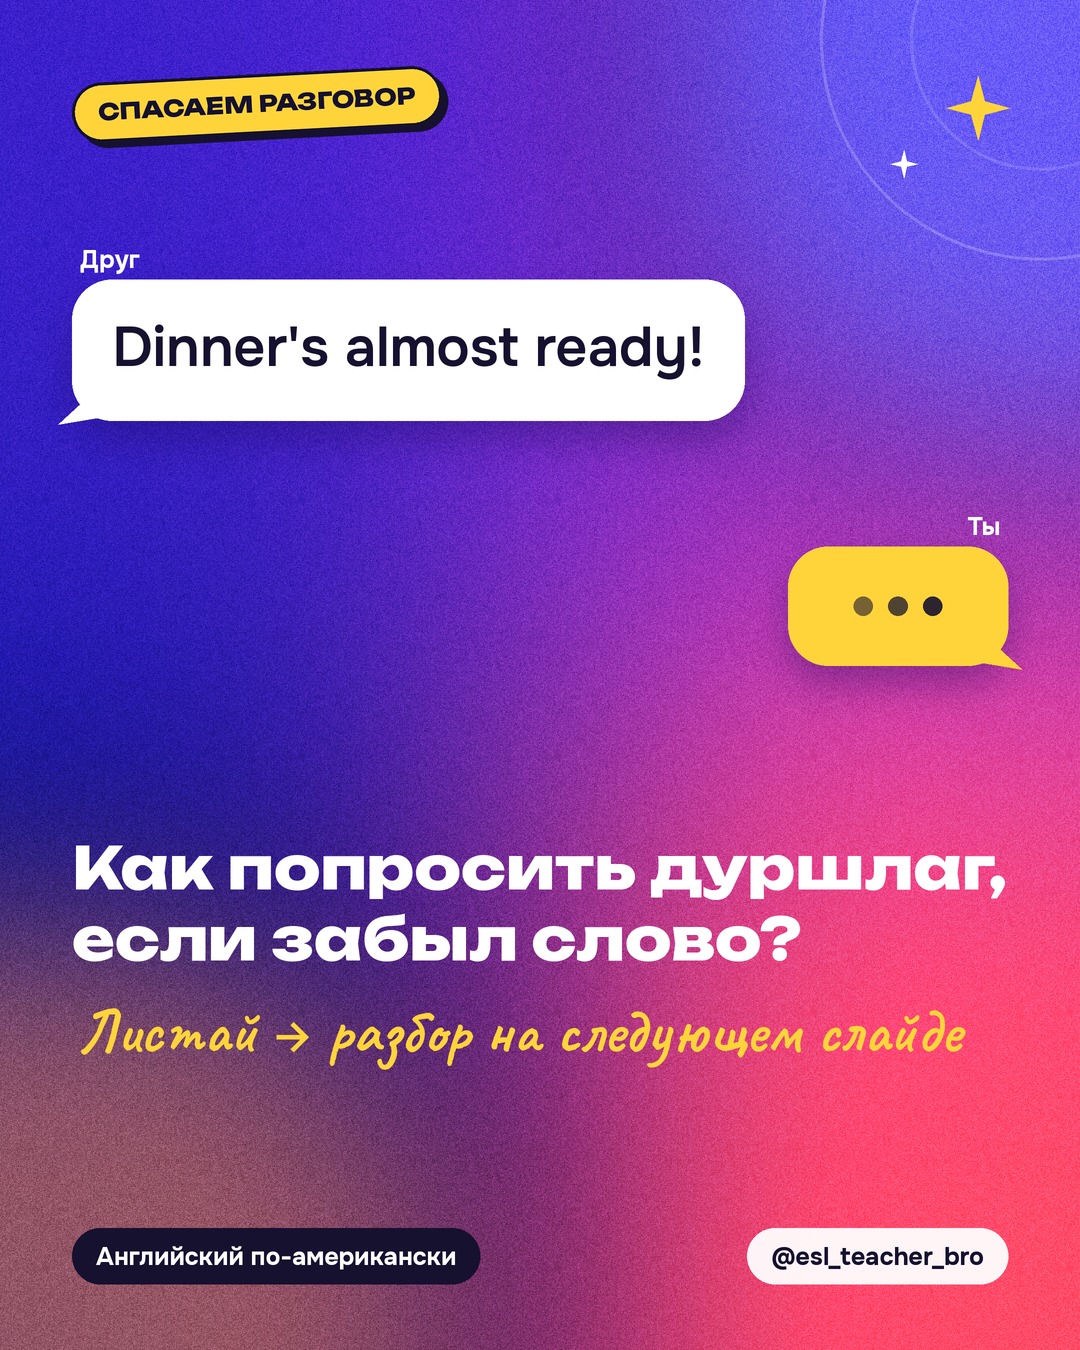 СПАСАЕМ РАЗГОВОР
Друг
Dinner's almost ready!
Ты
Как попросить дуршлаг,
если забыл слово?
Листай → разбор на следующем слайде
Английский по-американски
@esl_teacher_bro